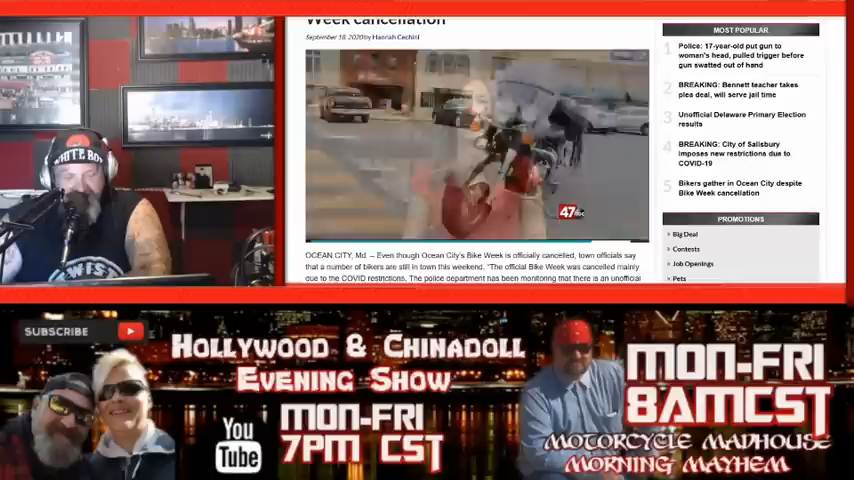 Week cancellation
September 18, 2020 by Hannah Cechini
47abc
OCEAN CITY, Md. – Even though Ocean City's Bike Week is officially cancelled, town officials say
that a number of bikers are still in town this weekend. "The official Bike Week was cancelled mainly
due to the COVID restrictions. The police department has been monitoring that there is an unofficial
MOST POPULAR
1 Police: 17-year-old put gun to
woman's head, pulled trigger before
gun swatted out of hand
2 BREAKING: Bennett teacher takes
plea deal, will serve jail time
3 Unofficial Delaware Primary Election
results
4 BREAKING: City of Salisbury
imposes new restrictions due to
COVID-19
5 Bikers gather in Ocean City despite
Bike Week cancellation
PROMOTIONS
Big Deal
Contests
Job Openings
Pets
WHITE BOY
SUBSCRIBE
HOLLYWOOD & CHINADOLL
EVENING SHOW
You
Tube
MON-FRI
7PM CST
MON-FRI
8AMCST
MOTORCYCLE MADHOUSE
MORNING MAYHEM